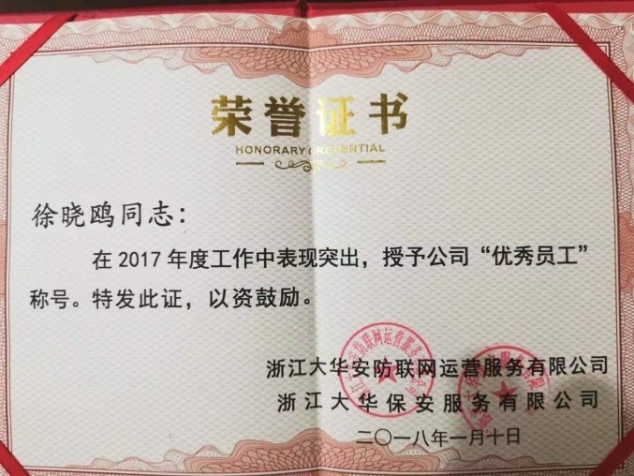 荣誉证书
HONORARY CREDENTIAL
徐晓鸥同志：
在2017年度工作中表现突出，授予公司“优秀员工”
称号。特发此证，以资鼓励。
浙江大华安防联网运营服务有限公司
浙江大华保安服务有限公司
二〇一八年一月十日